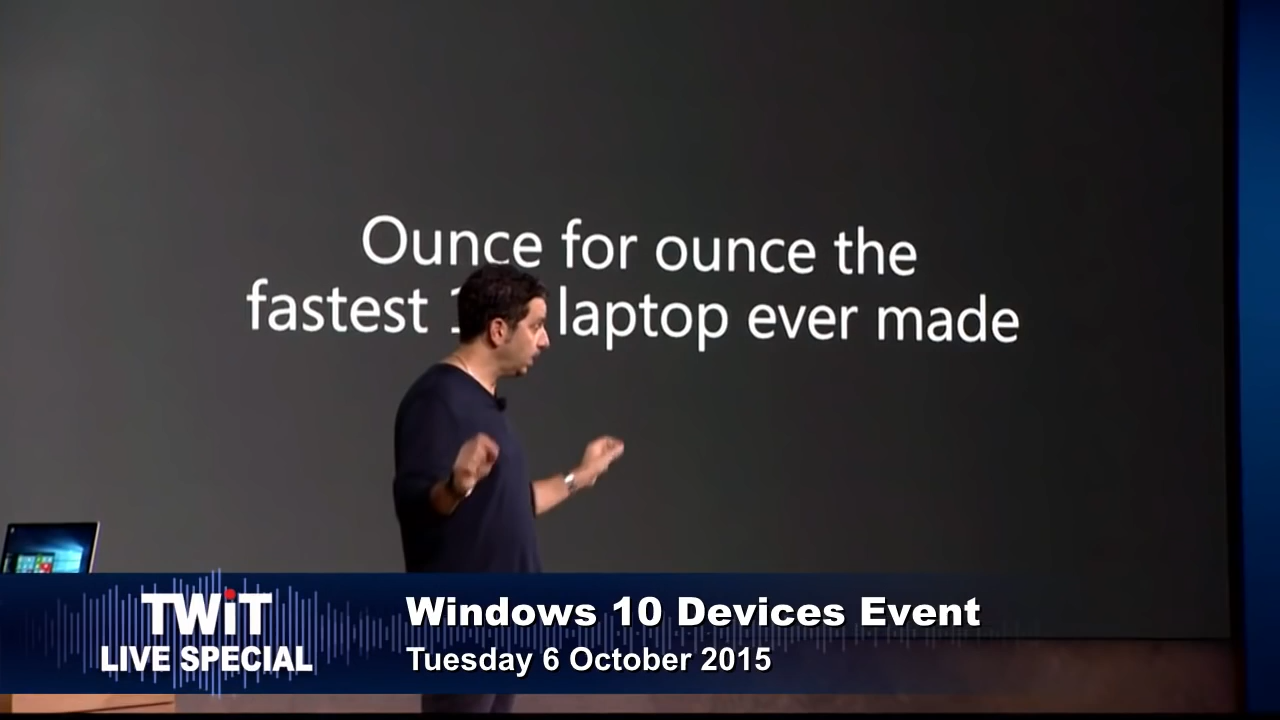 Ounce for ounce the
fastest laptop ever made
TWiT
LIVE SPECIAL
Windows 10 Devices Event
Tuesday 6 October 2015